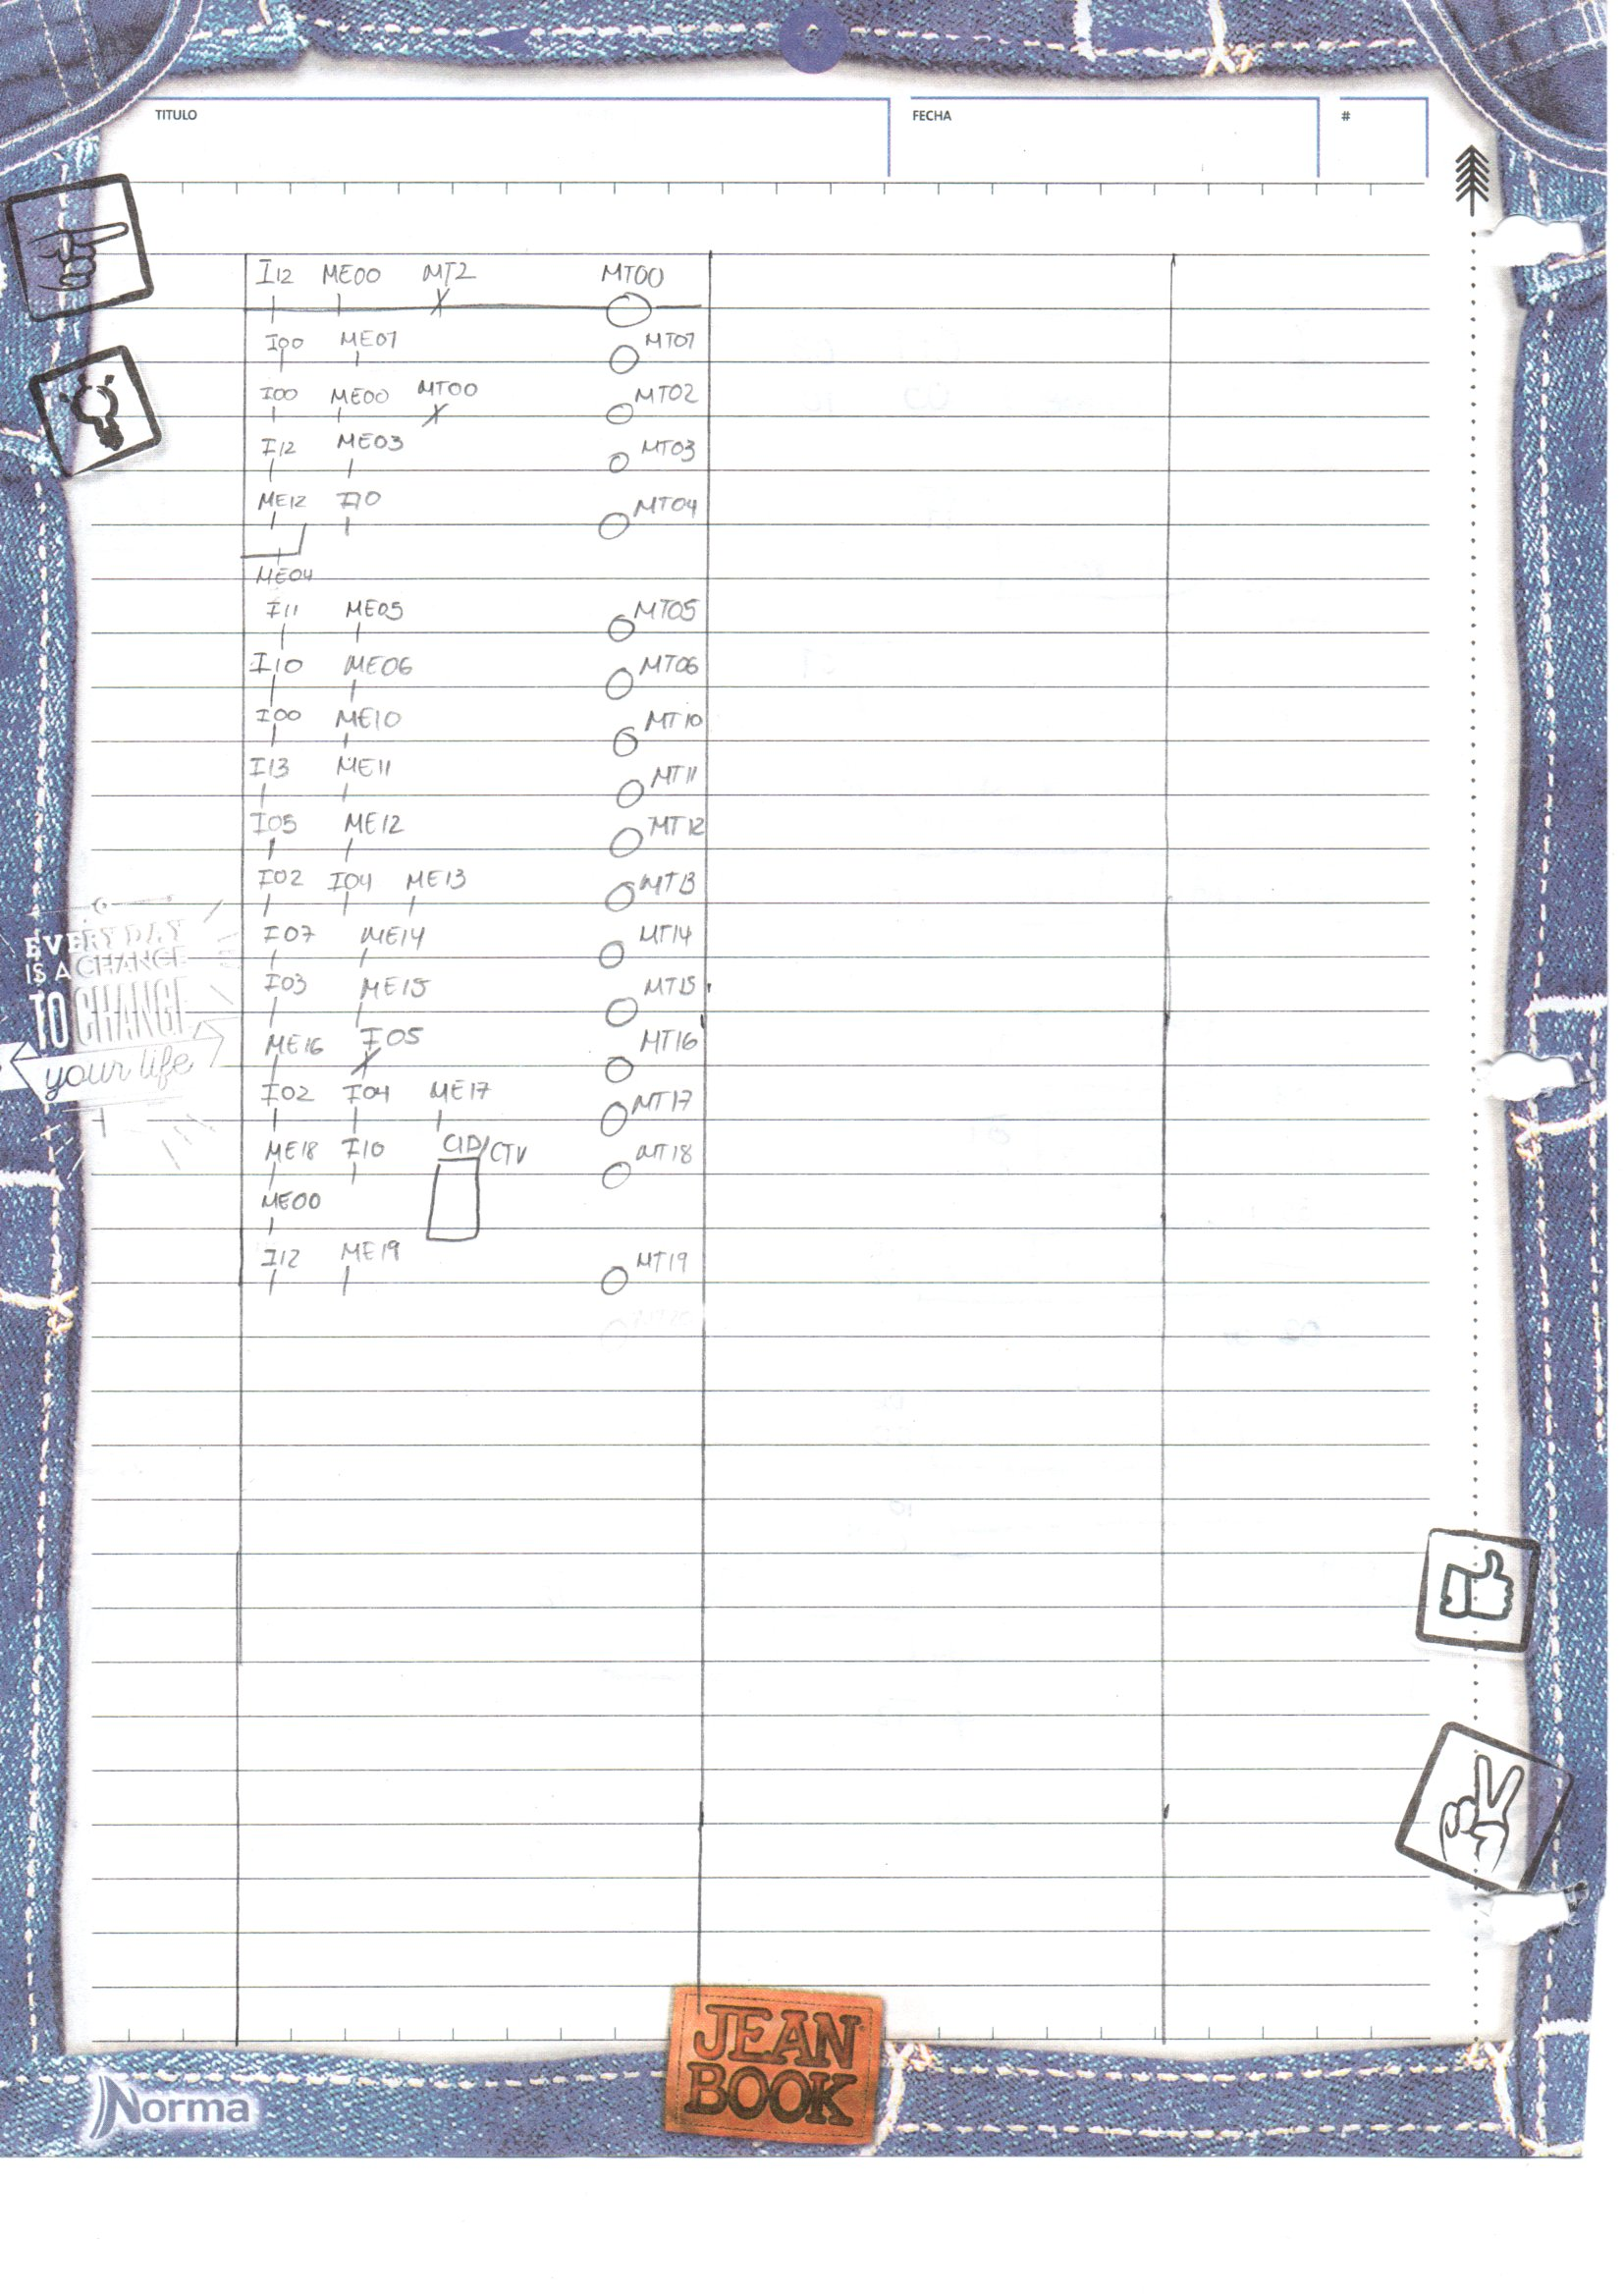 TITULO FECHA #
I12 ME00 MT2 MT00
I00 ME07 MT07
I00 ME00 MT00 MT02
I12 ME03 MT03
ME12 I10 MT04
ME04
I11 ME05 MT05
I10 ME06 MT06
I00 ME10 MT10
I13 ME11 MT11
I05 ME12 MT12
I02 I04 ME13 MT13
I07 ME14 MT14
I03 ME15 MT15
ME16 I05 MT16
I02 I04 ME17 MT17
ME18 I10 CID/CTV MT18
ME00
I12 ME19 MT19
EVERY DAY
IS A CHANGE
TO CHANGE
your life
JEAN
BOOK
Norma